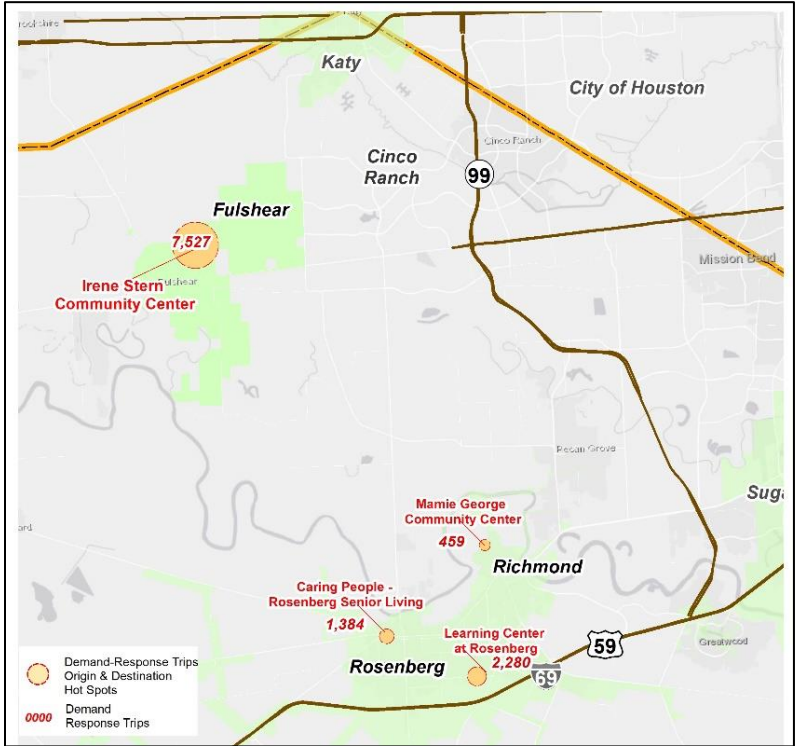 Katy
City of Houston
Cinco Ranch
Cinco
Ranch
99
Fulshear
7,527
Mission Bend
Irene Stern
Community Center
Fulshear
Pecan Grove
Suga
Mamie George
Community Center
459
Richmond
Caring People -
Rosenberg Senior Living
1,384
Learning Center
at Rosenberg
2,280
59
Greatwood
Rosenberg
69
Demand-Response Trips
Origin & Destination
Hot Spots
0000
Demand
Response Trips